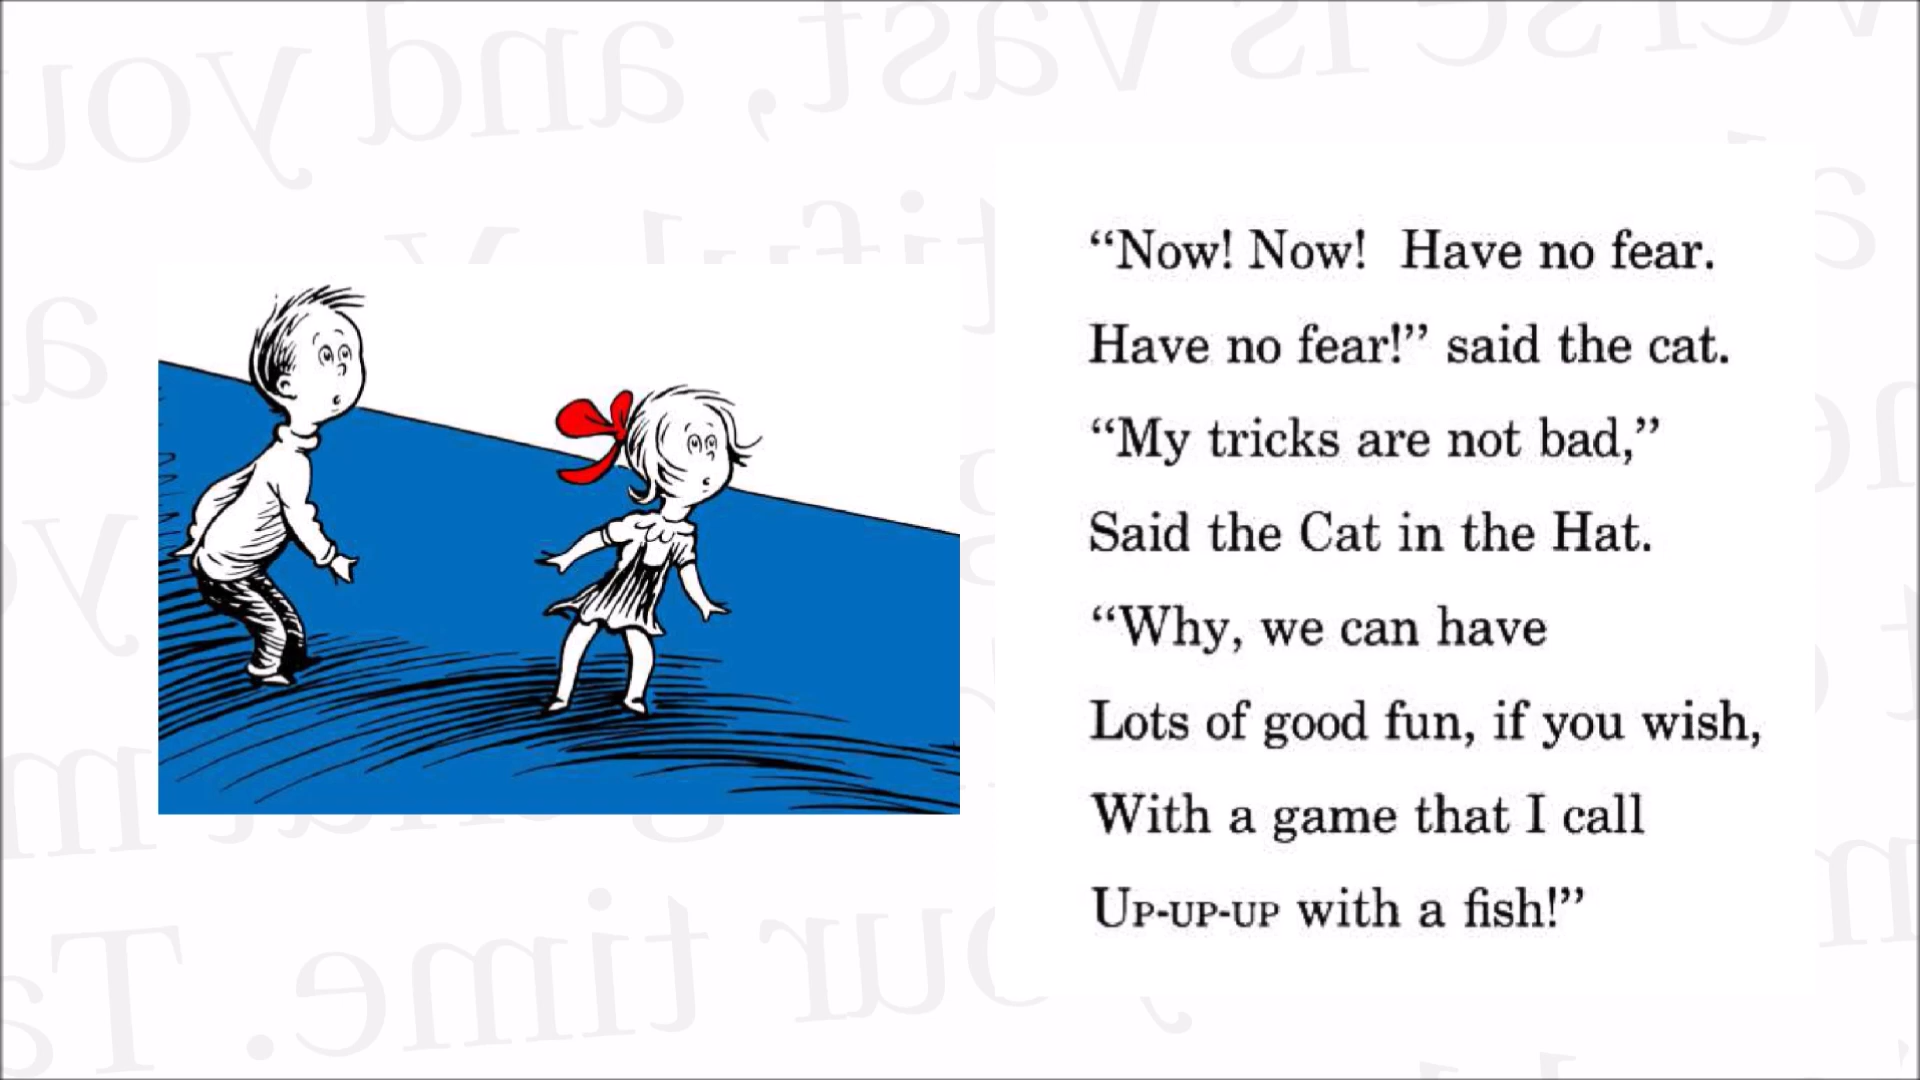 “Now! Now! Have no fear.
Have no fear!” said the cat.
“My tricks are not bad,”
Said the Cat in the Hat.
“Why, we can have
Lots of good fun, if you wish,
With a game that I call
UP-UP-UP with a fish!”